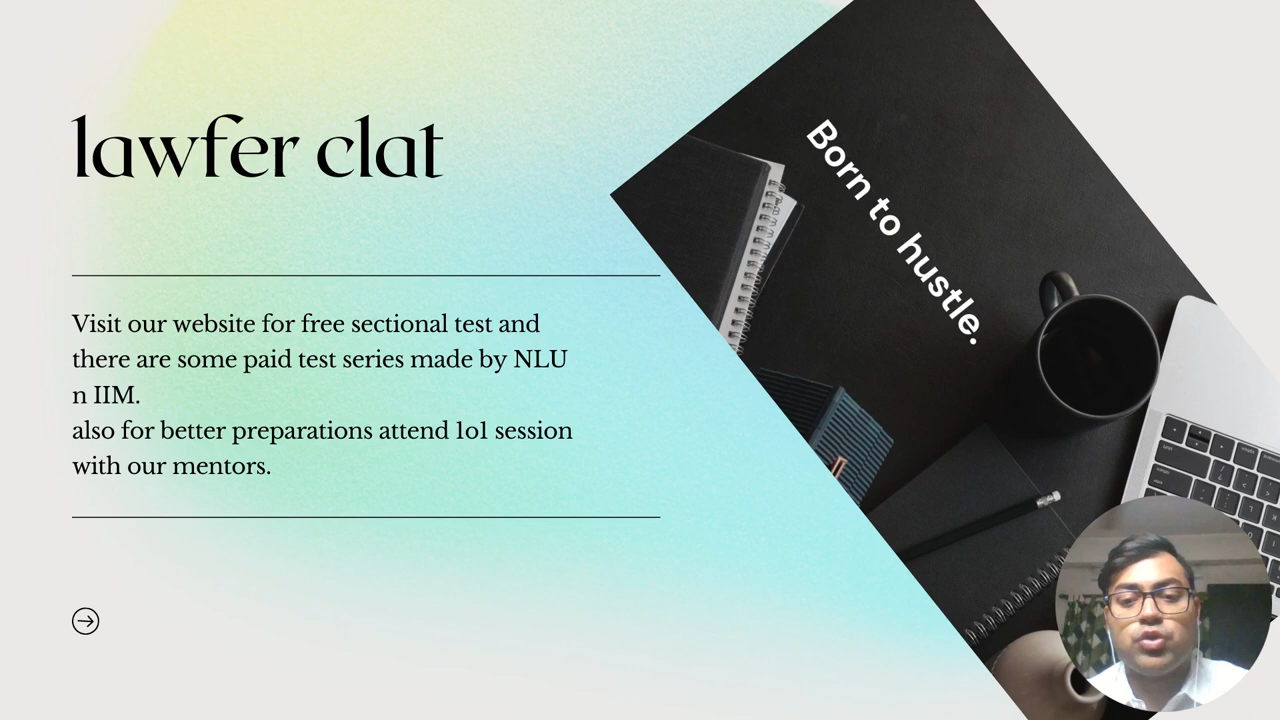 lawfer clat
Born to hustle.
Visit our website for free sectional test and
there are some paid test series made by NLU
n IIM.
also for better preparations attend 1o1 session
with our mentors.